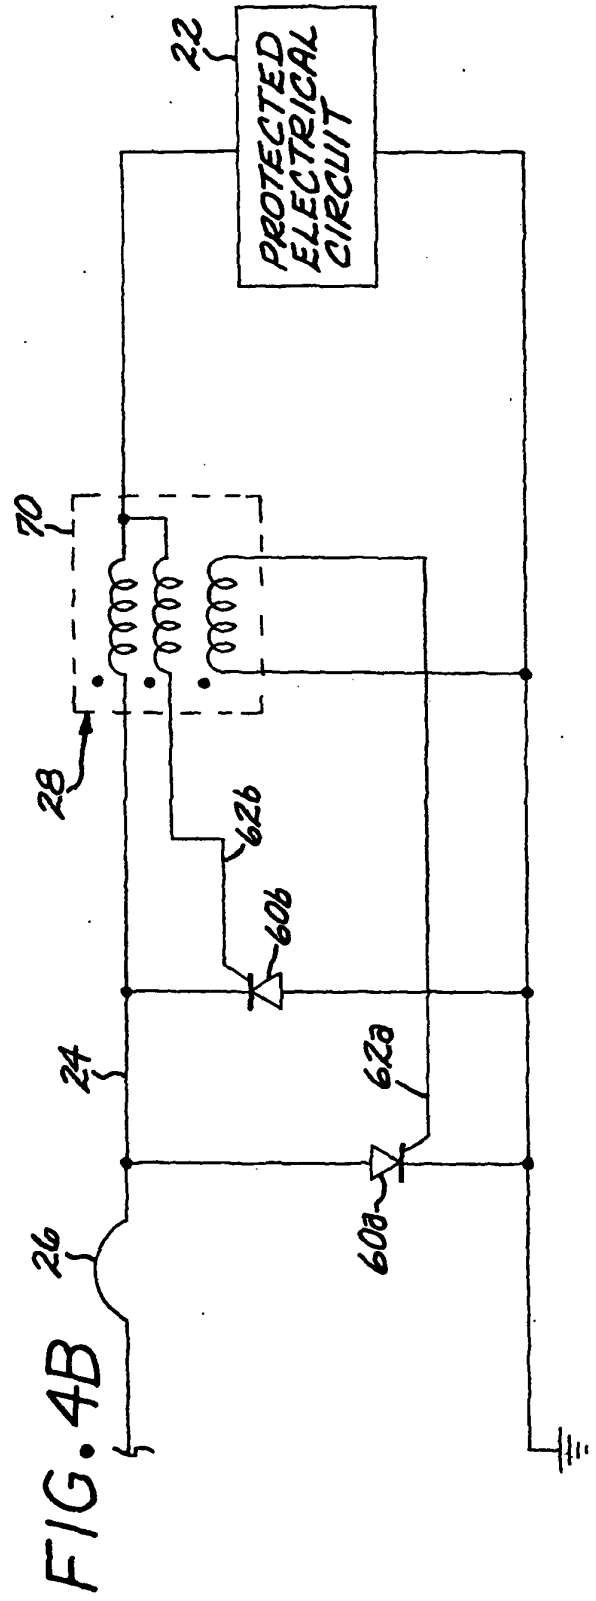 FIG. 4B
26
24
28
70
22
PROTECTED
ELECTRICAL
CIRCUIT
62b
60b
62a
60a